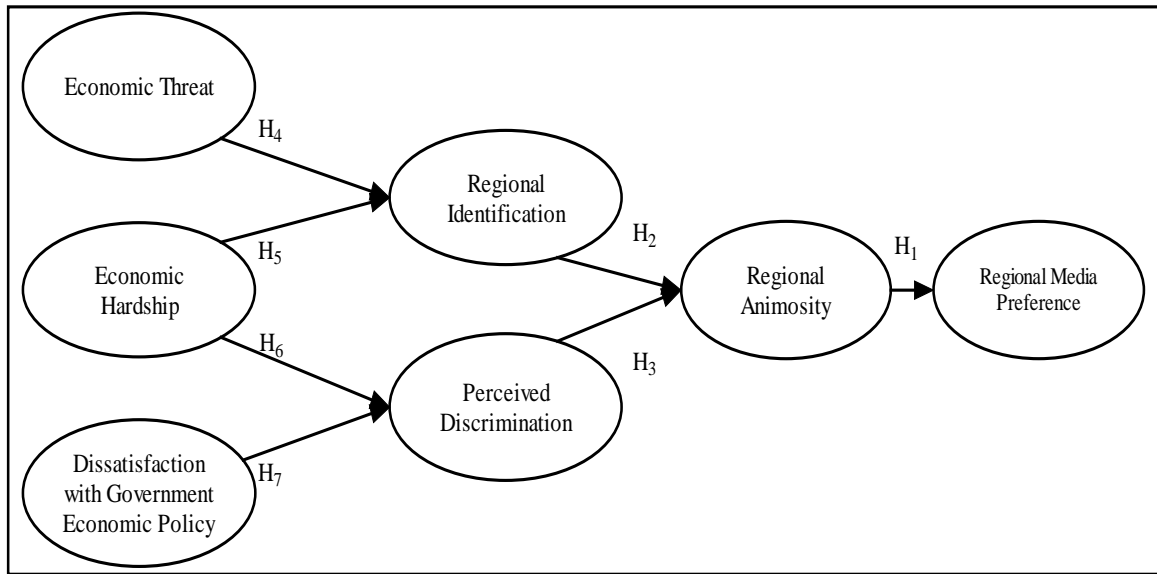 Economic Threat
H4
Regional
Identification
H5
H2
Economic
Hardship
Regional
Animosity
H1
Regional Media
Preference
H6
H3
Perceived
Discrimination
Dissatisfaction
with Government
Economic Policy
H7